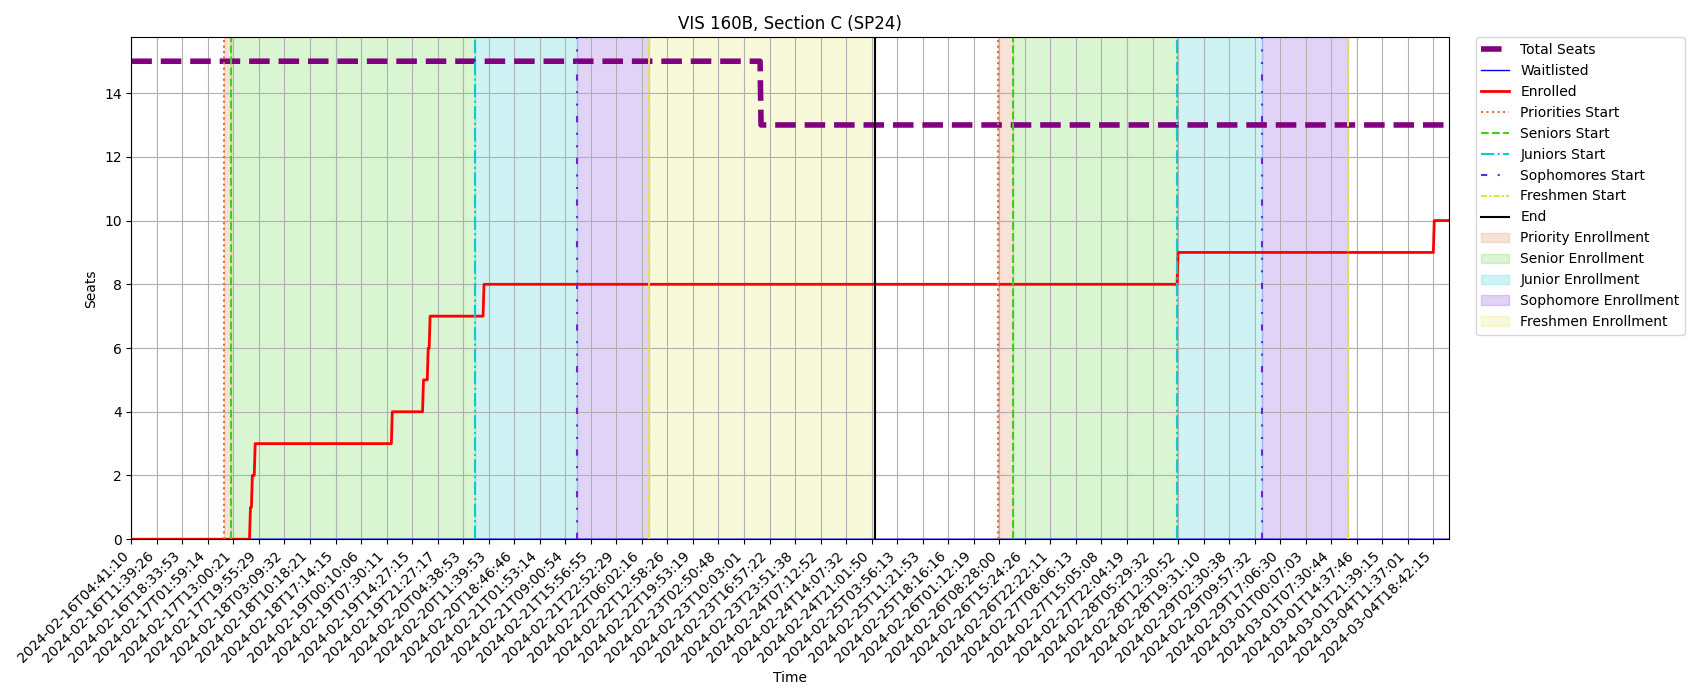 VIS 160B, Section C (SP24)
Seats
14
12
10
8
6
4
2
0
2024-02-16T04:41:10
2024-02-16T11:39:26
2024-02-16T18:33:53
2024-02-17T01:59:14
2024-02-17T13:00:21
2024-02-17T19:55:29
2024-02-18T03:09:32
2024-02-18T10:18:21
2024-02-18T17:14:15
2024-02-19T00:10:06
2024-02-19T07:30:11
2024-02-19T14:27:15
2024-02-19T21:27:17
2024-02-20T04:38:53
2024-02-20T11:39:53
2024-02-20T18:46:46
2024-02-21T01:53:14
2024-02-21T09:00:54
2024-02-21T15:56:55
2024-02-21T22:52:29
2024-02-22T06:02:16
2024-02-22T12:58:26
2024-02-22T19:53:19
2024-02-23T02:50:48
2024-02-23T10:03:01
2024-02-23T16:57:22
2024-02-23T23:51:38
2024-02-24T07:12:52
2024-02-24T14:07:32
2024-02-24T21:01:50
2024-02-25T03:56:13
2024-02-25T11:21:53
2024-02-25T18:16:16
2024-02-26T01:12:19
2024-02-26T08:28:00
2024-02-26T15:24:26
2024-02-26T22:22:11
2024-02-27T08:06:13
2024-02-27T15:05:08
2024-02-27T22:04:19
2024-02-28T05:29:32
2024-02-28T12:30:52
2024-02-28T19:31:10
2024-02-29T02:30:38
2024-02-29T09:57:32
2024-02-29T17:06:30
2024-03-01T00:07:03
2024-03-01T07:30:44
2024-03-01T14:37:46
2024-03-01T21:39:15
2024-03-04T11:37:01
2024-03-04T18:42:15
Time
Total Seats
Waitlisted
Enrolled
Priorities Start
Seniors Start
Juniors Start
Sophomores Start
Freshmen Start
End
Priority Enrollment
Senior Enrollment
Junior Enrollment
Sophomore Enrollment
Freshmen Enrollment